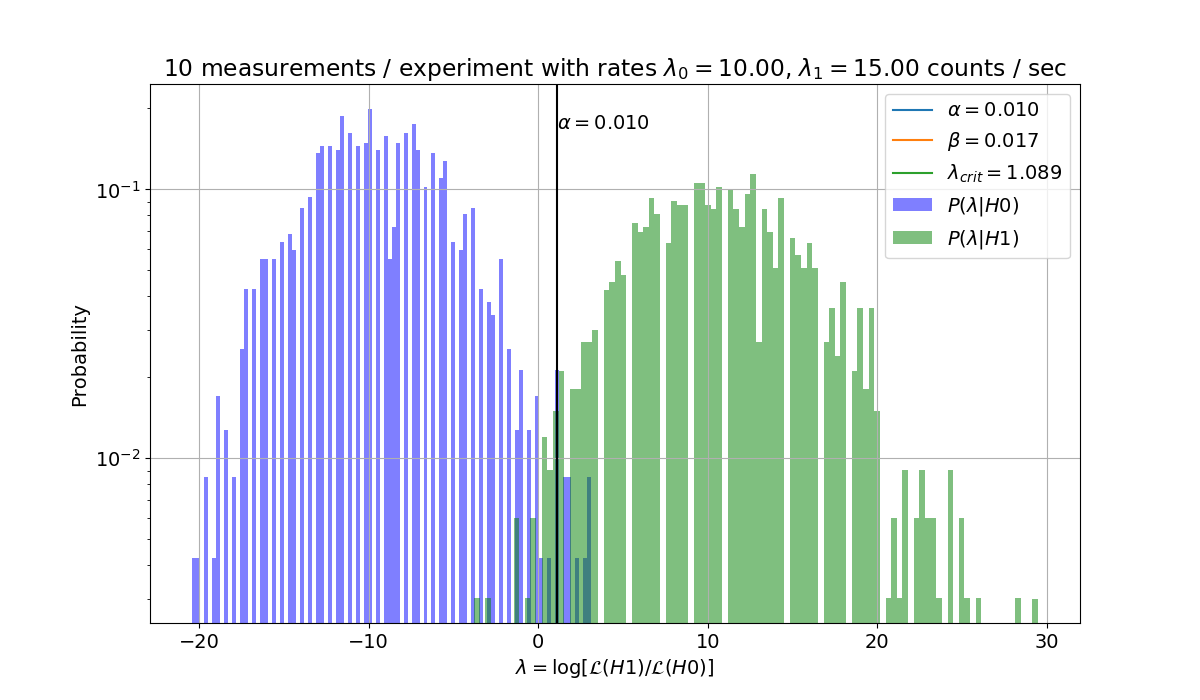 10 measurements / experiment with rates λ₀ = 10.00, λ₁ = 15.00 counts / sec
α = 0.010
α = 0.010
β = 0.017
λ_crit = 1.089
P(λ|H0)
P(λ|H1)
Probability
10⁻¹
10⁻²
−20 −10 0 10 20 30
λ = log[ℒ(H1)/ℒ(H0)]